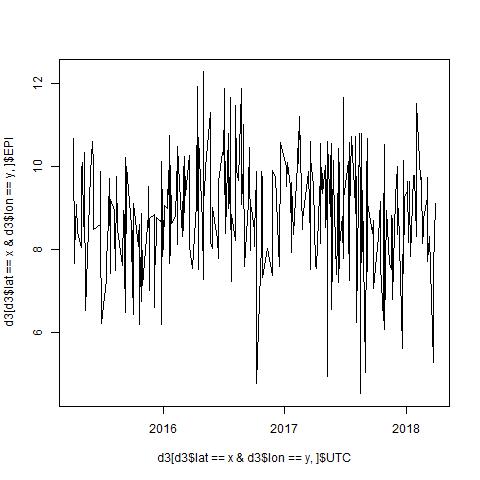 12
10
8
6
d3[d3$lat == x & d3$lon == y, ]$EPI
2016 2017 2018
d3[d3$lat == x & d3$lon == y, ]$UTC